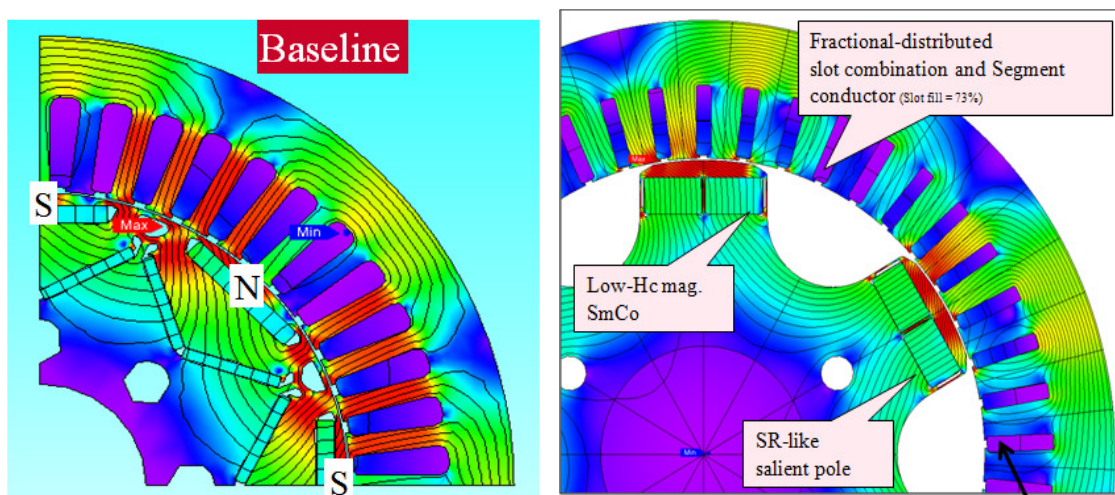 Baseline
S
Max
Min
N
S
Fractional-distributed
slot combination and Segment
conductor (Slot fill = 73%)
Max
Low-Hc mag.
SmCo
SR-like
salient pole
Min